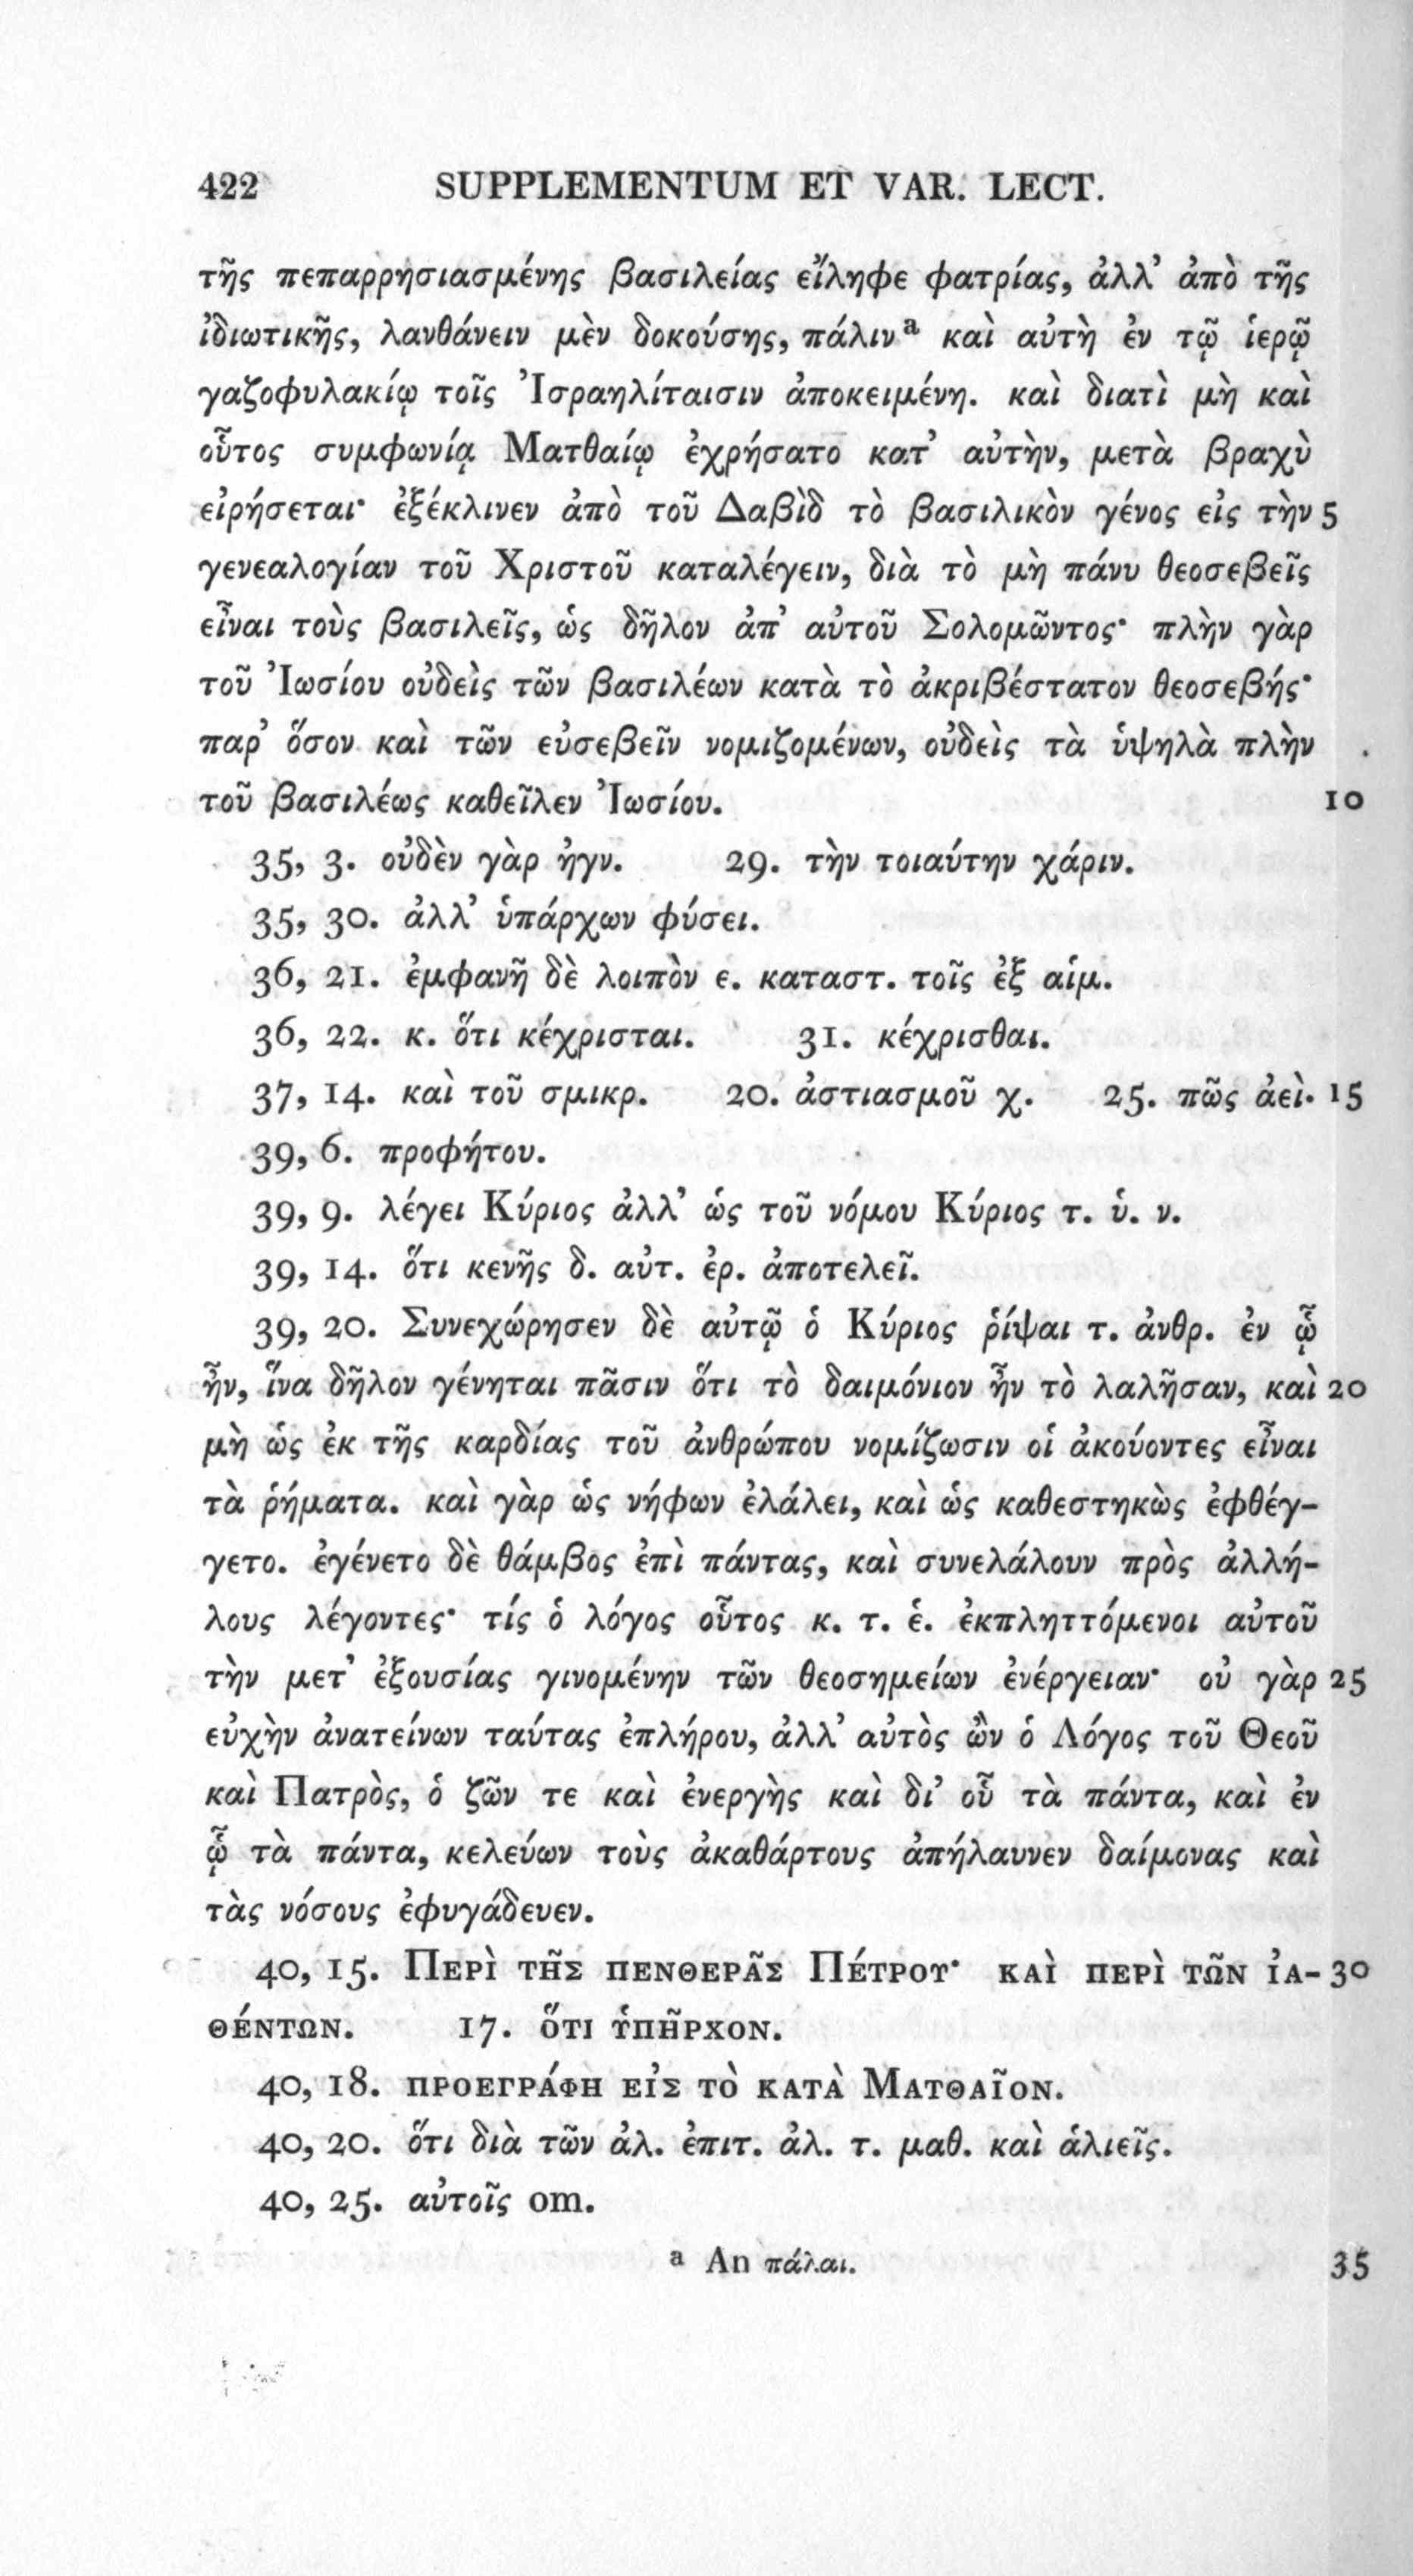 422 SUPPLEMENTUM ET VAR. LECT.
τῆς πεπαρρησιασμένης βασιλείας εἴληφε φατρίας, ἀλλ’ ἀπὸ τῆς
ἰδιωτικῆς, λανθάνειν μὲν δοκούσης, πάλιν ª καὶ αὐτὴ ἐν τῷ ἱερῷ
γαζοφυλακίῳ τοῖς Ἰσραηλίταισιν ἀποκειμένη. καὶ διατὶ μὴ καὶ
οὗτος συμφωνίᾳ Ματθαίῳ ἐχρήσατο κατ’ αὐτὴν, μετὰ βραχὺ
εἰρήσεται· ἐξέκλινεν ἀπὸ τοῦ Δαβὶδ τὸ βασιλικὸν γένος εἰς τὴν 5
γενεαλογίαν τοῦ Χριστοῦ καταλέγειν, διὰ τὸ μὴ πάνυ θεοσεβεῖς
εἶναι τοὺς βασιλεῖς, ὡς δῆλον ἀπ’ αὐτοῦ Σολομῶντος· πλὴν γὰρ
τοῦ Ἰωσίου οὐδεὶς τῶν βασιλέων κατὰ τὸ ἀκριβέστατον θεοσεβής·
παρ’ ὅσον καὶ τῶν εὐσεβεῖν νομιζομένων, οὐδεὶς τὰ ὑψηλὰ πλὴν
τοῦ βασιλέως καθεῖλεν Ἰωσίου. 10
35, 3. οὐδὲν γὰρ ἠγν. 29. τὴν τοιαύτην χάριν.
35, 30. ἀλλ’ ὑπάρχων φύσει.
36, 21. ἐμφανῆ δὲ λοιπὸν ε. καταστ. τοῖς ἐξ αἱμ.
36, 22. κ. ὅτι κέχρισται. 31. κέχρισθαι.
37, 14. καὶ τοῦ σμικρ. 20. ἀστιασμοῦ χ. 25. πῶς ἀεὶ. 15
39, 6. προφήτου.
39, 9. λέγει Κύριος ἀλλ’ ὡς τοῦ νόμου Κύριος τ. ὑ. ν.
39, 14. ὅτι κενῆς δ. αὐτ. ἐρ. ἀποτελεῖ.
39, 20. Συνεχώρησεν δὲ αὐτῷ ὁ Κύριος ῥίψαι τ. ἀνθρ. ἐν ᾧ
ἦν, ἵνα δῆλον γένηται πᾶσιν ὅτι τὸ δαιμόνιον ἦν τὸ λαλῆσαν, καὶ 20
μὴ ὡς ἐκ τῆς καρδίας τοῦ ἀνθρώπου νομίζωσιν οἱ ἀκούοντες εἶναι
τὰ ῥήματα. καὶ γὰρ ὡς νήφων ἐλάλει, καὶ ὡς καθεστηκὼς ἐφθέγ-
γετο. ἐγένετο δὲ θάμβος ἐπὶ πάντας, καὶ συνελάλουν πρὸς ἀλλή-
λους λέγοντες· τίς ὁ λόγος οὗτος κ. τ. ἑ. ἐκπληττόμενοι αὐτοῦ
τὴν μετ’ ἐξουσίας γινομένην τῶν θεοσημείων ἐνέργειαν· οὐ γὰρ 25
εὐχὴν ἀνατείνων ταύτας ἐπλήρου, ἀλλ’ αὐτὸς ὢν ὁ Λόγος τοῦ Θεοῦ
καὶ Πατρὸς, ὁ ζῶν τε καὶ ἐνεργὴς καὶ δι’ οὗ τὰ πάντα, καὶ ἐν
ᾧ τὰ πάντα, κελεύων τοὺς ἀκαθάρτους ἀπήλαυνεν δαίμονας καὶ
τὰς νόσους ἐφυγάδευεν.
40, 15. Περὶ τῆς πενθερᾶς Πέτρου· καὶ περὶ τῶν ἰα- 30
θέντων. 17. ὅτι ὑπῆρχον.
40, 18. προεγράφη εἰς τὸ κατὰ Ματθαῖον.
40, 20. ὅτι διὰ τῶν ἁλ. ἐπιτ. ἁλ. τ. μαθ. καὶ ἁλιεῖς.
40, 25. αὐτοῖς om.
ª An πάλαι. 35